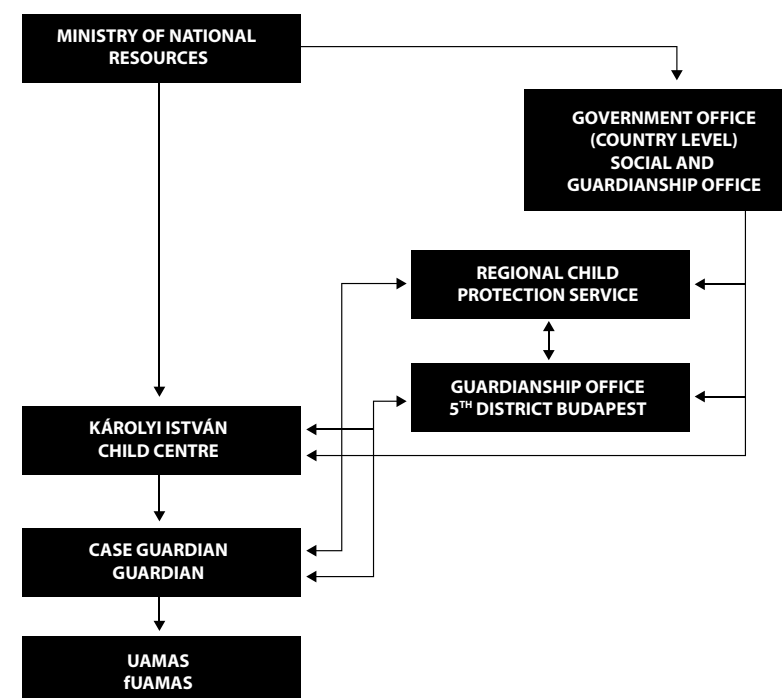 MINISTRY OF NATIONAL
RESOURCES
GOVERNMENT OFFICE
(COUNTRY LEVEL)
SOCIAL AND
GUARDIANSHIP OFFICE
REGIONAL CHILD
PROTECTION SERVICE
GUARDIANSHIP OFFICE
5TH DISTRICT BUDAPEST
KÁROLYI ISTVÁN
CHILD CENTRE
CASE GUARDIAN
GUARDIAN
UAMAS
fUAMAS